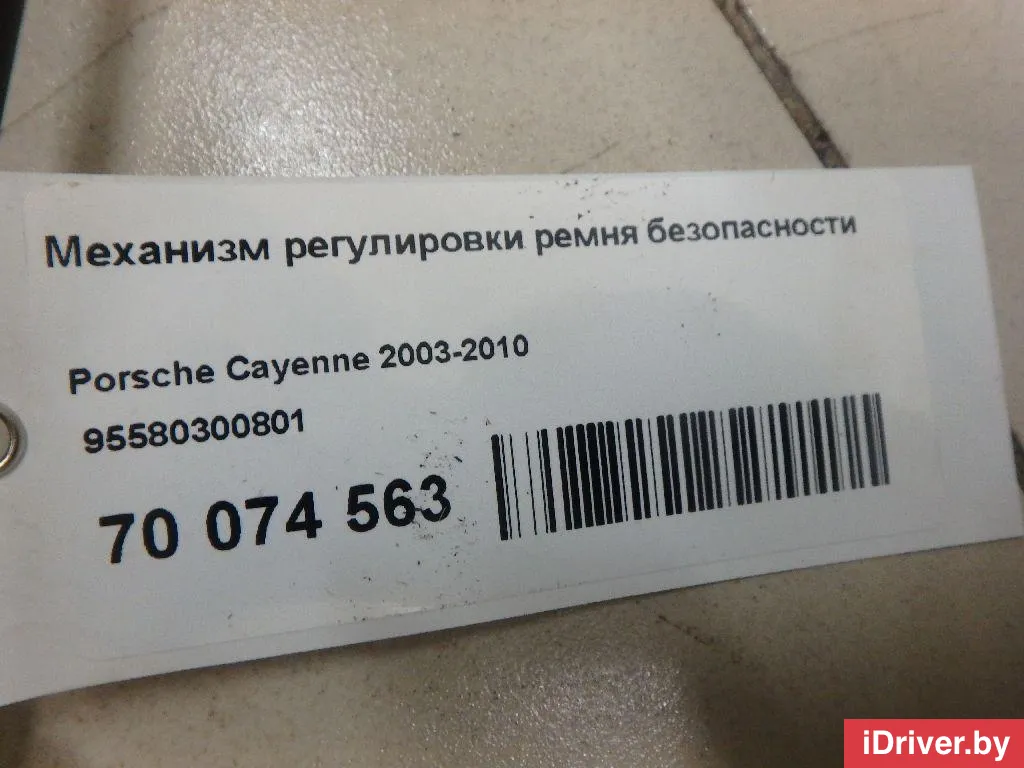 Механизм регулировки ремня безопасности
Porsche Cayenne 2003-2010
95580300801
70 074 563
iDriver.by